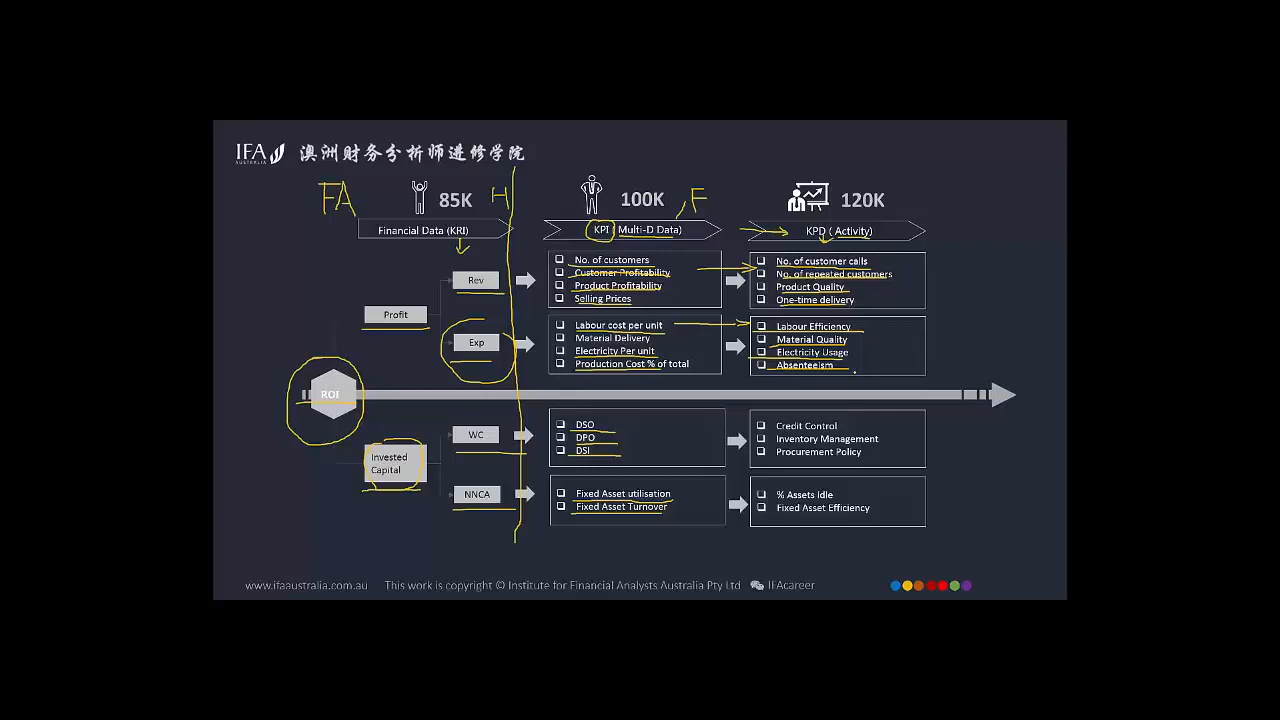 IFA
AUSTRALIA
澳洲财务分析师进修学院
FA
85K
H
100K
F
120K
Financial Data (KRI)
KPI ( Multi-D Data)
KPD ( Activity)
Rev
No. of customers
Customer Profitability
Product Profitability
Selling Prices
No. of customer calls
No. of repeated customers
Product Quality
One-time delivery
Profit
Exp
Labour cost per unit
Material Delivery
Electricity Per unit
Production Cost % of total
Labour Efficiency
Material Quality
Electricity Usage
Absenteeism
ROI
WC
DSO
DPO
DSI
Credit Control
Inventory Management
Procurement Policy
Invested
Capital
NNCA
Fixed Asset utilisation
Fixed Asset Turnover
% Assets Idle
Fixed Asset Efficiency
www.ifaaustralia.com.au
This work is copyright © Institute for Financial Analysts Australia Pty Ltd
IFAcareer